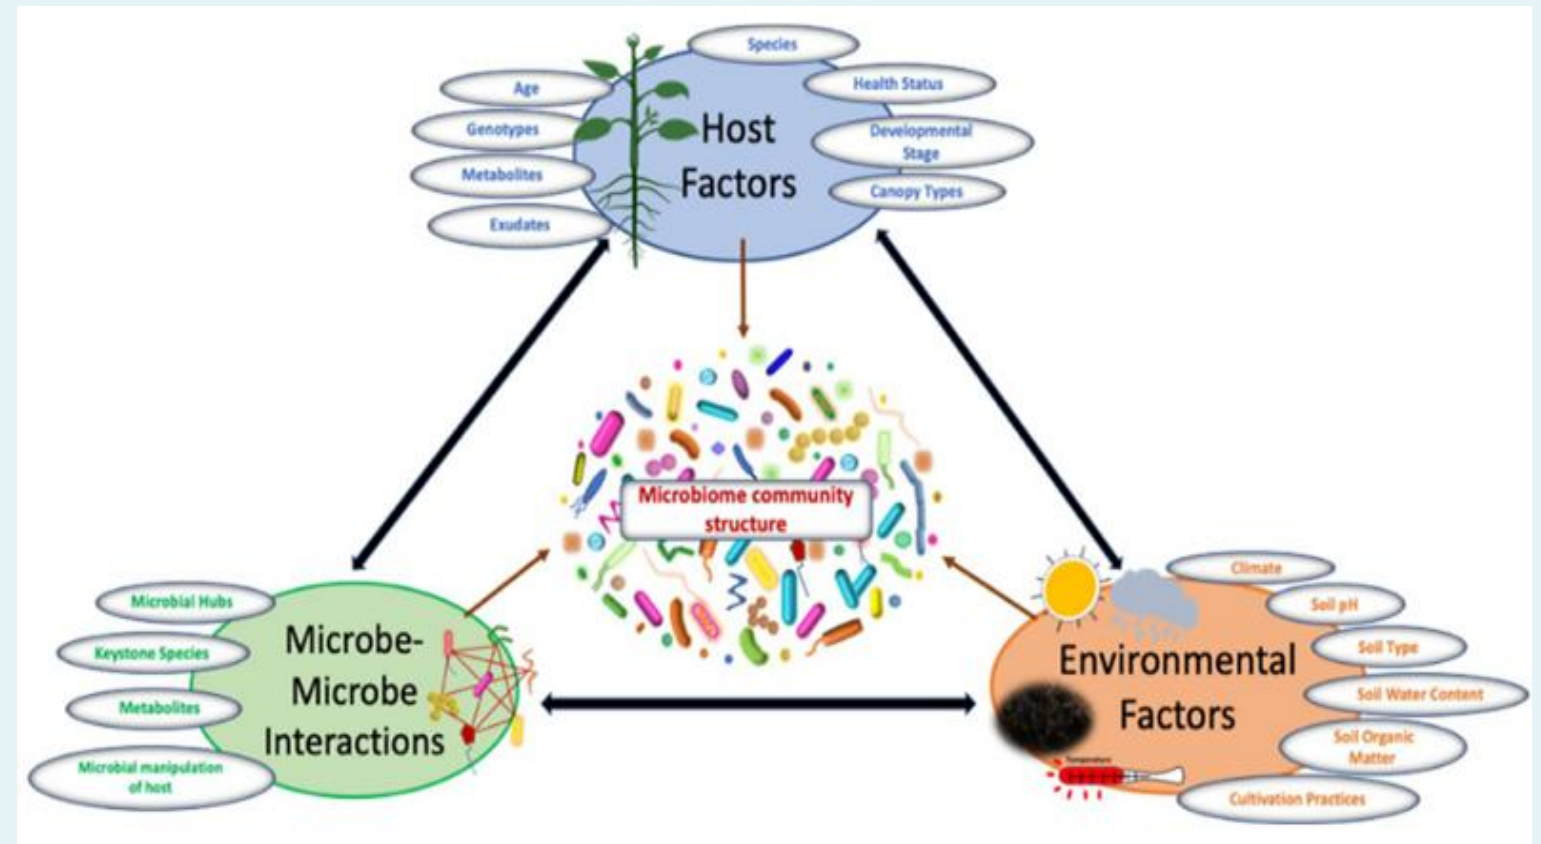 Species
Age
Health Status
Genotypes
Host
Factors
Developmental
Stage
Metabolites
Canopy Types
Exudates
Microbiome community
structure
Microbial Hubs
Keystone Species
Metabolites
Microbial manipulation
of host
Microbe-
Microbe
Interactions
Climate
Soil pH
Soil Type
Soil Water Content
Soil Organic
Matter
Cultivation Practices
Environmental
Factors
Temperature